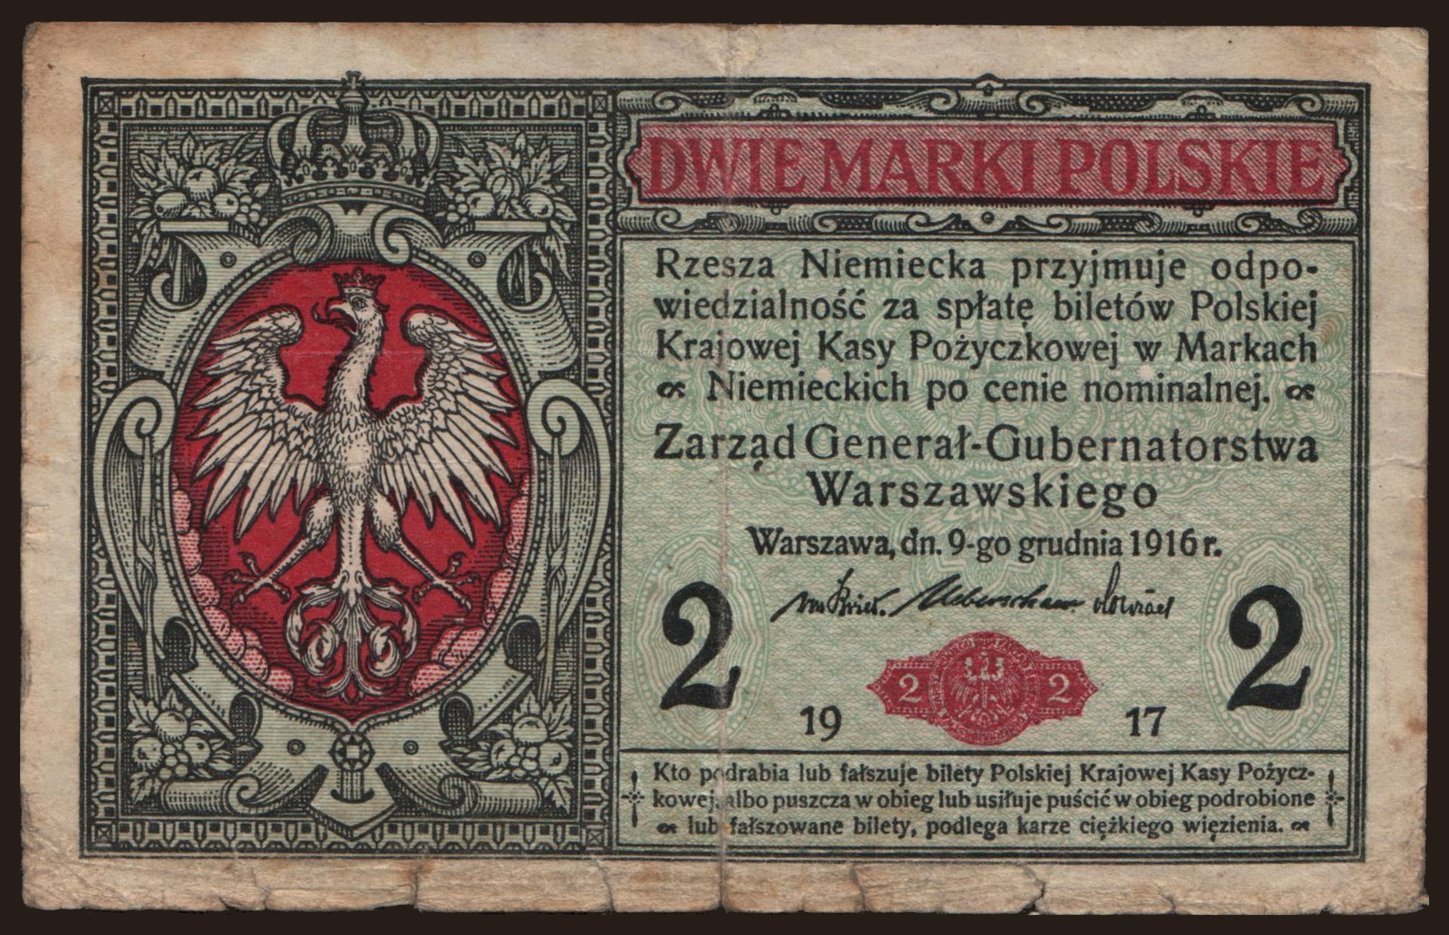 DWIE MARKI POLSKIE
Rzesza Niemiecka przyjmuje odpo-
wiedzialność za spłatę biletów Polskiej
Krajowej Kasy Pożyczkowej w Markach
Niemieckich po cenie nominalnej.
Zarząd Generał-Gubernatorstwa
Warszawskiego
Warszawa, dn. 9-go grudnia 1916 r.
2 2
2 2
19 17
Kto podrabia lub fałszuje bilety Polskiej Krajowej Kasy Pożycz-
kowej, albo puszcza w obieg lub usiłuje puścić w obieg podrobione
lub fałszowane bilety, podlega karze ciężkiego więzienia.